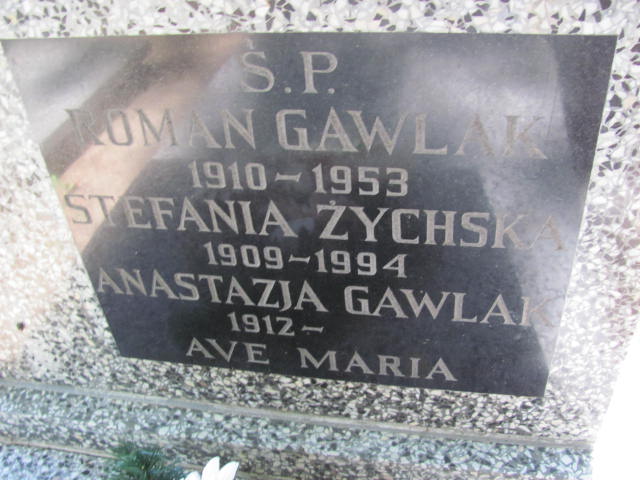 Ś.P.
ROMAN GAWLAK
1910 - 1953
STEFANIA ŻYCHSKA
1909 - 1994
ANASTAZJA GAWLAK
1912 -
AVE MARIA